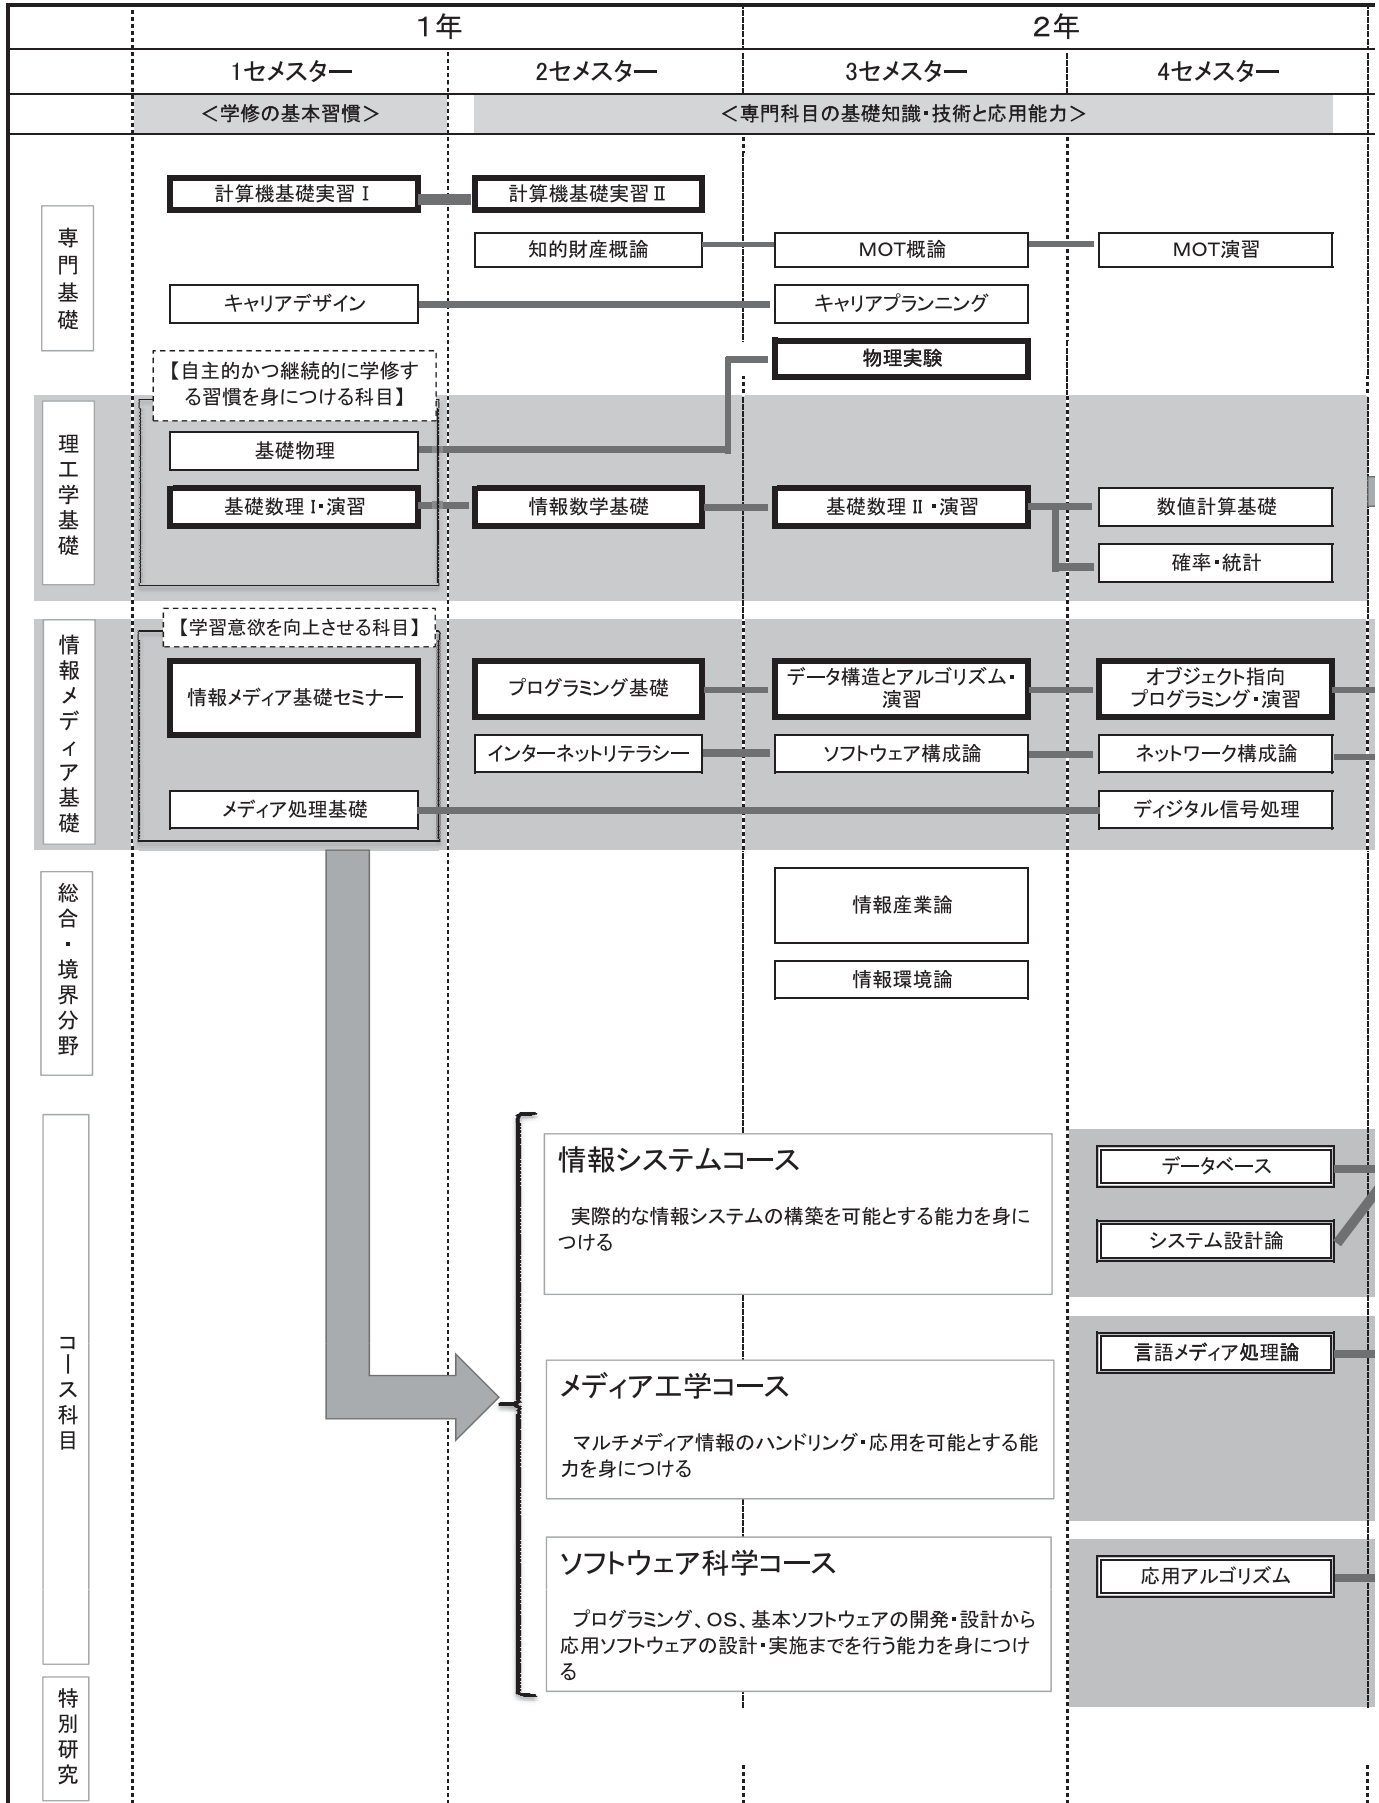 1年
2年
1セメスター
2セメスター
3セメスター
4セメスター
＜学修の基本習慣＞
＜専門科目の基礎知識・技術と応用能力＞
専門基礎
計算機基礎実習 I
計算機基礎実習 II
知的財産概論
MOT概論
MOT演習
キャリアデザイン
キャリアプランニング
物理実験
【自主的かつ継続的に学修す
る習慣を身につける科目】
理工学基礎
基礎物理
基礎数理 I・演習
情報数学基礎
基礎数理 II ・演習
数値計算基礎
確率・統計
【学習意欲を向上させる科目】
情報メディア基礎
情報メディア基礎セミナー
プログラミング基礎
データ構造とアルゴリズム・
演習
オブジェクト指向
プログラミング・演習
インターネットリテラシー
ソフトウェア構成論
ネットワーク構成論
メディア処理基礎
ディジタル信号処理
総合・境界分野
情報産業論
情報環境論
コース科目
情報システムコース
実際的な情報システムの構築を可能とする能力を身に
つける
データベース
システム設計論
メディア工学コース
マルチメディア情報のハンドリング・応用を可能とする能
力を身につける
言語メディア処理論
ソフトウェア科学コース
プログラミング、OS、基本ソフトウェアの開発・設計から
応用ソフトウェアの設計・実施までを行う能力を身につけ
る
応用アルゴリズム
特別研究